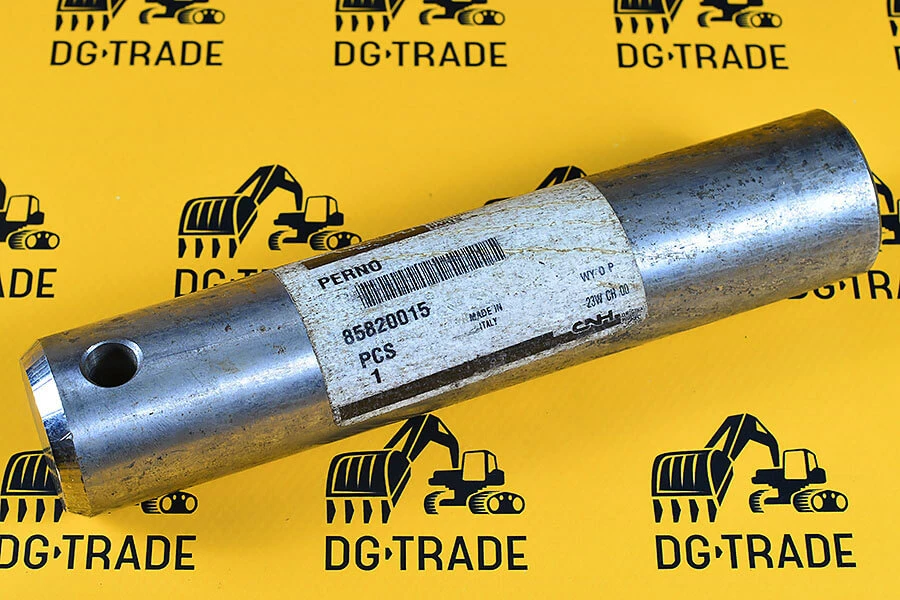 DG·TRADE
DG·TRADE
DG·TRADE
PERNO
85820015
PCS
1
MADE IN
ITALY
WY 0 P
23W CH 00
CNH
DG·TRADE
DG·TRADE
DG·TRADE
DG·TRADE